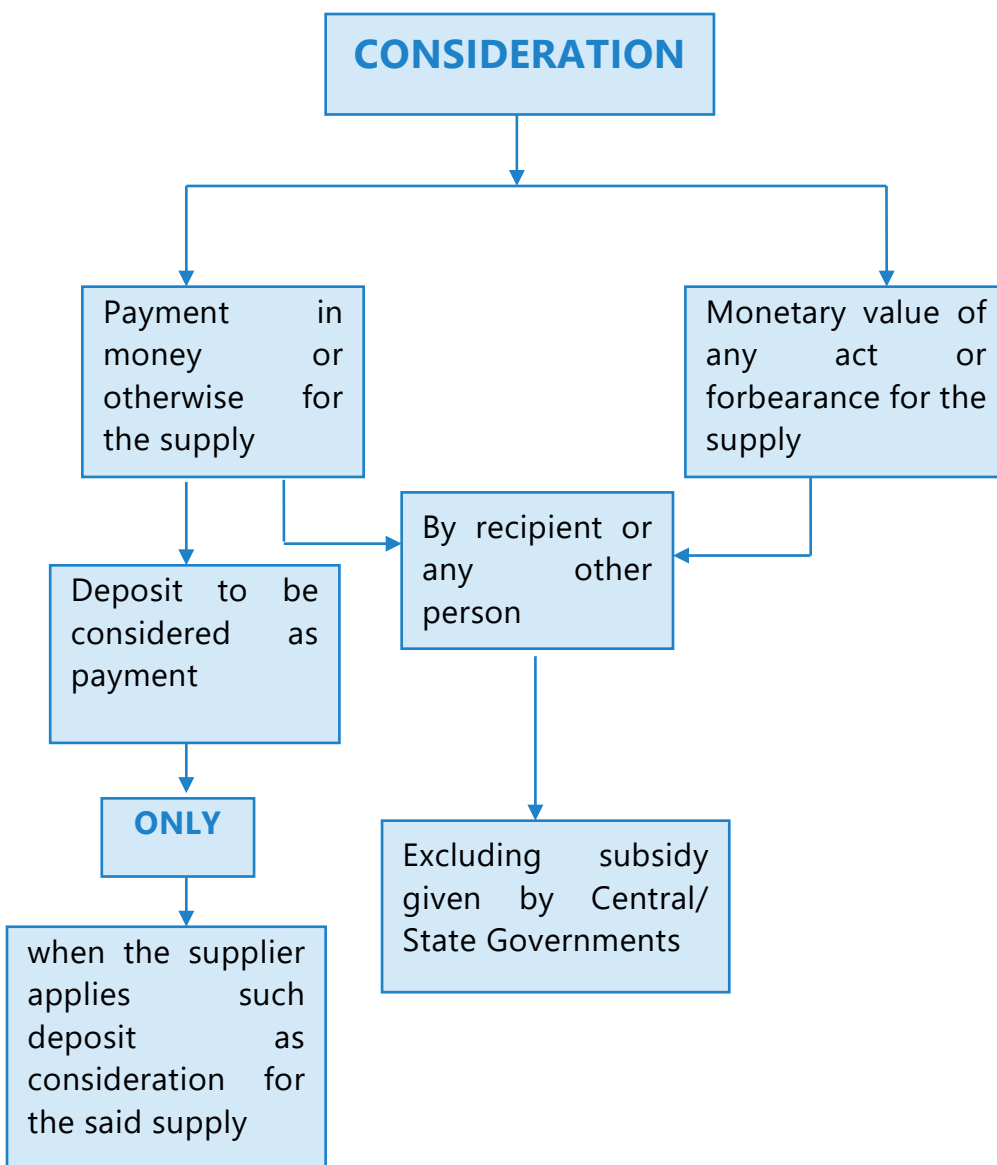 CONSIDERATION
Payment in
money or
otherwise for
the supply
Monetary value of
any act or
forbearance for the
supply
By recipient or
any other
person
Deposit to be
considered as
payment
ONLY
Excluding subsidy
given by Central/
State Governments
when the supplier
applies such
deposit as
consideration for
the said supply